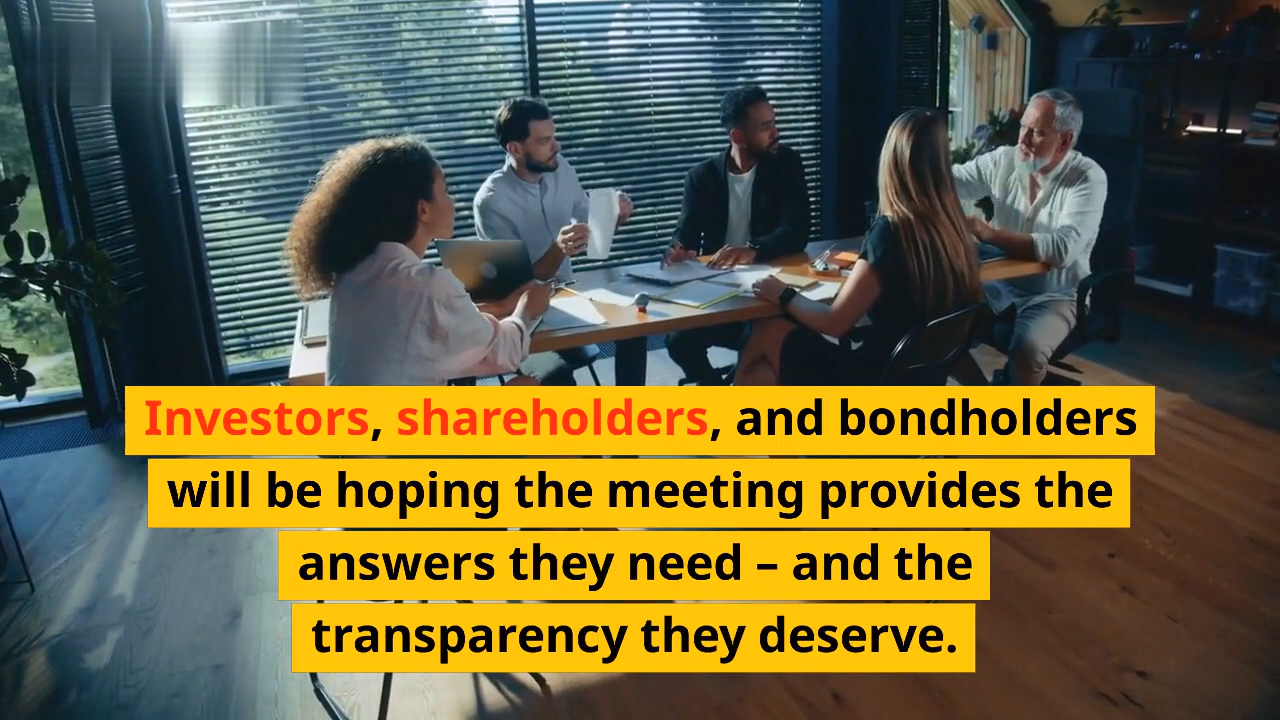 Investors, shareholders, and bondholders
will be hoping the meeting provides the
answers they need – and the
transparency they deserve.